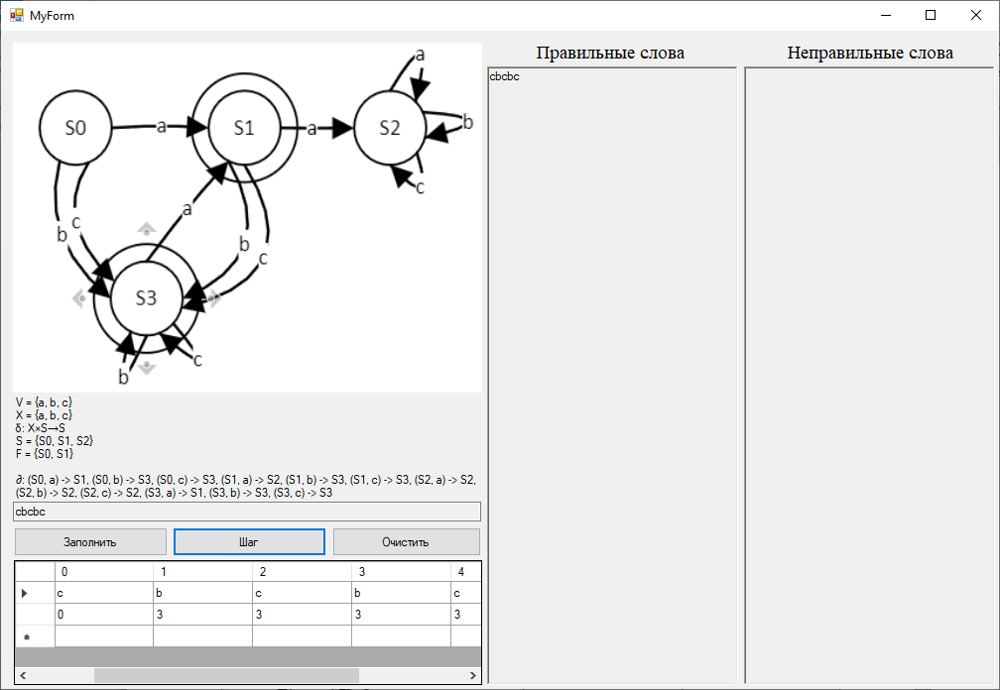 MyForm
S0
a
S1
a
S2
a
b
c
b
c
a
b
c
S3
b
c
V = {a, b, c}
X = {a, b, c}
δ: X×S→S
S = {S0, S1, S2}
F = {S0, S1}
∂: (S0, a) -> S1, (S0, b) -> S3, (S0, c) -> S3, (S1, a) -> S2, (S1, b) -> S3, (S1, c) -> S3, (S2, a) -> S2,
(S2, b) -> S2, (S2, c) -> S2, (S3, a) -> S1, (S3, b) -> S3, (S3, c) -> S3
cbcbc
Заполнить Шаг Очистить
0 1 2 3 4
c b c b c
0 3 3 3 3
Правильные слова
cbcbc
Неправильные слова